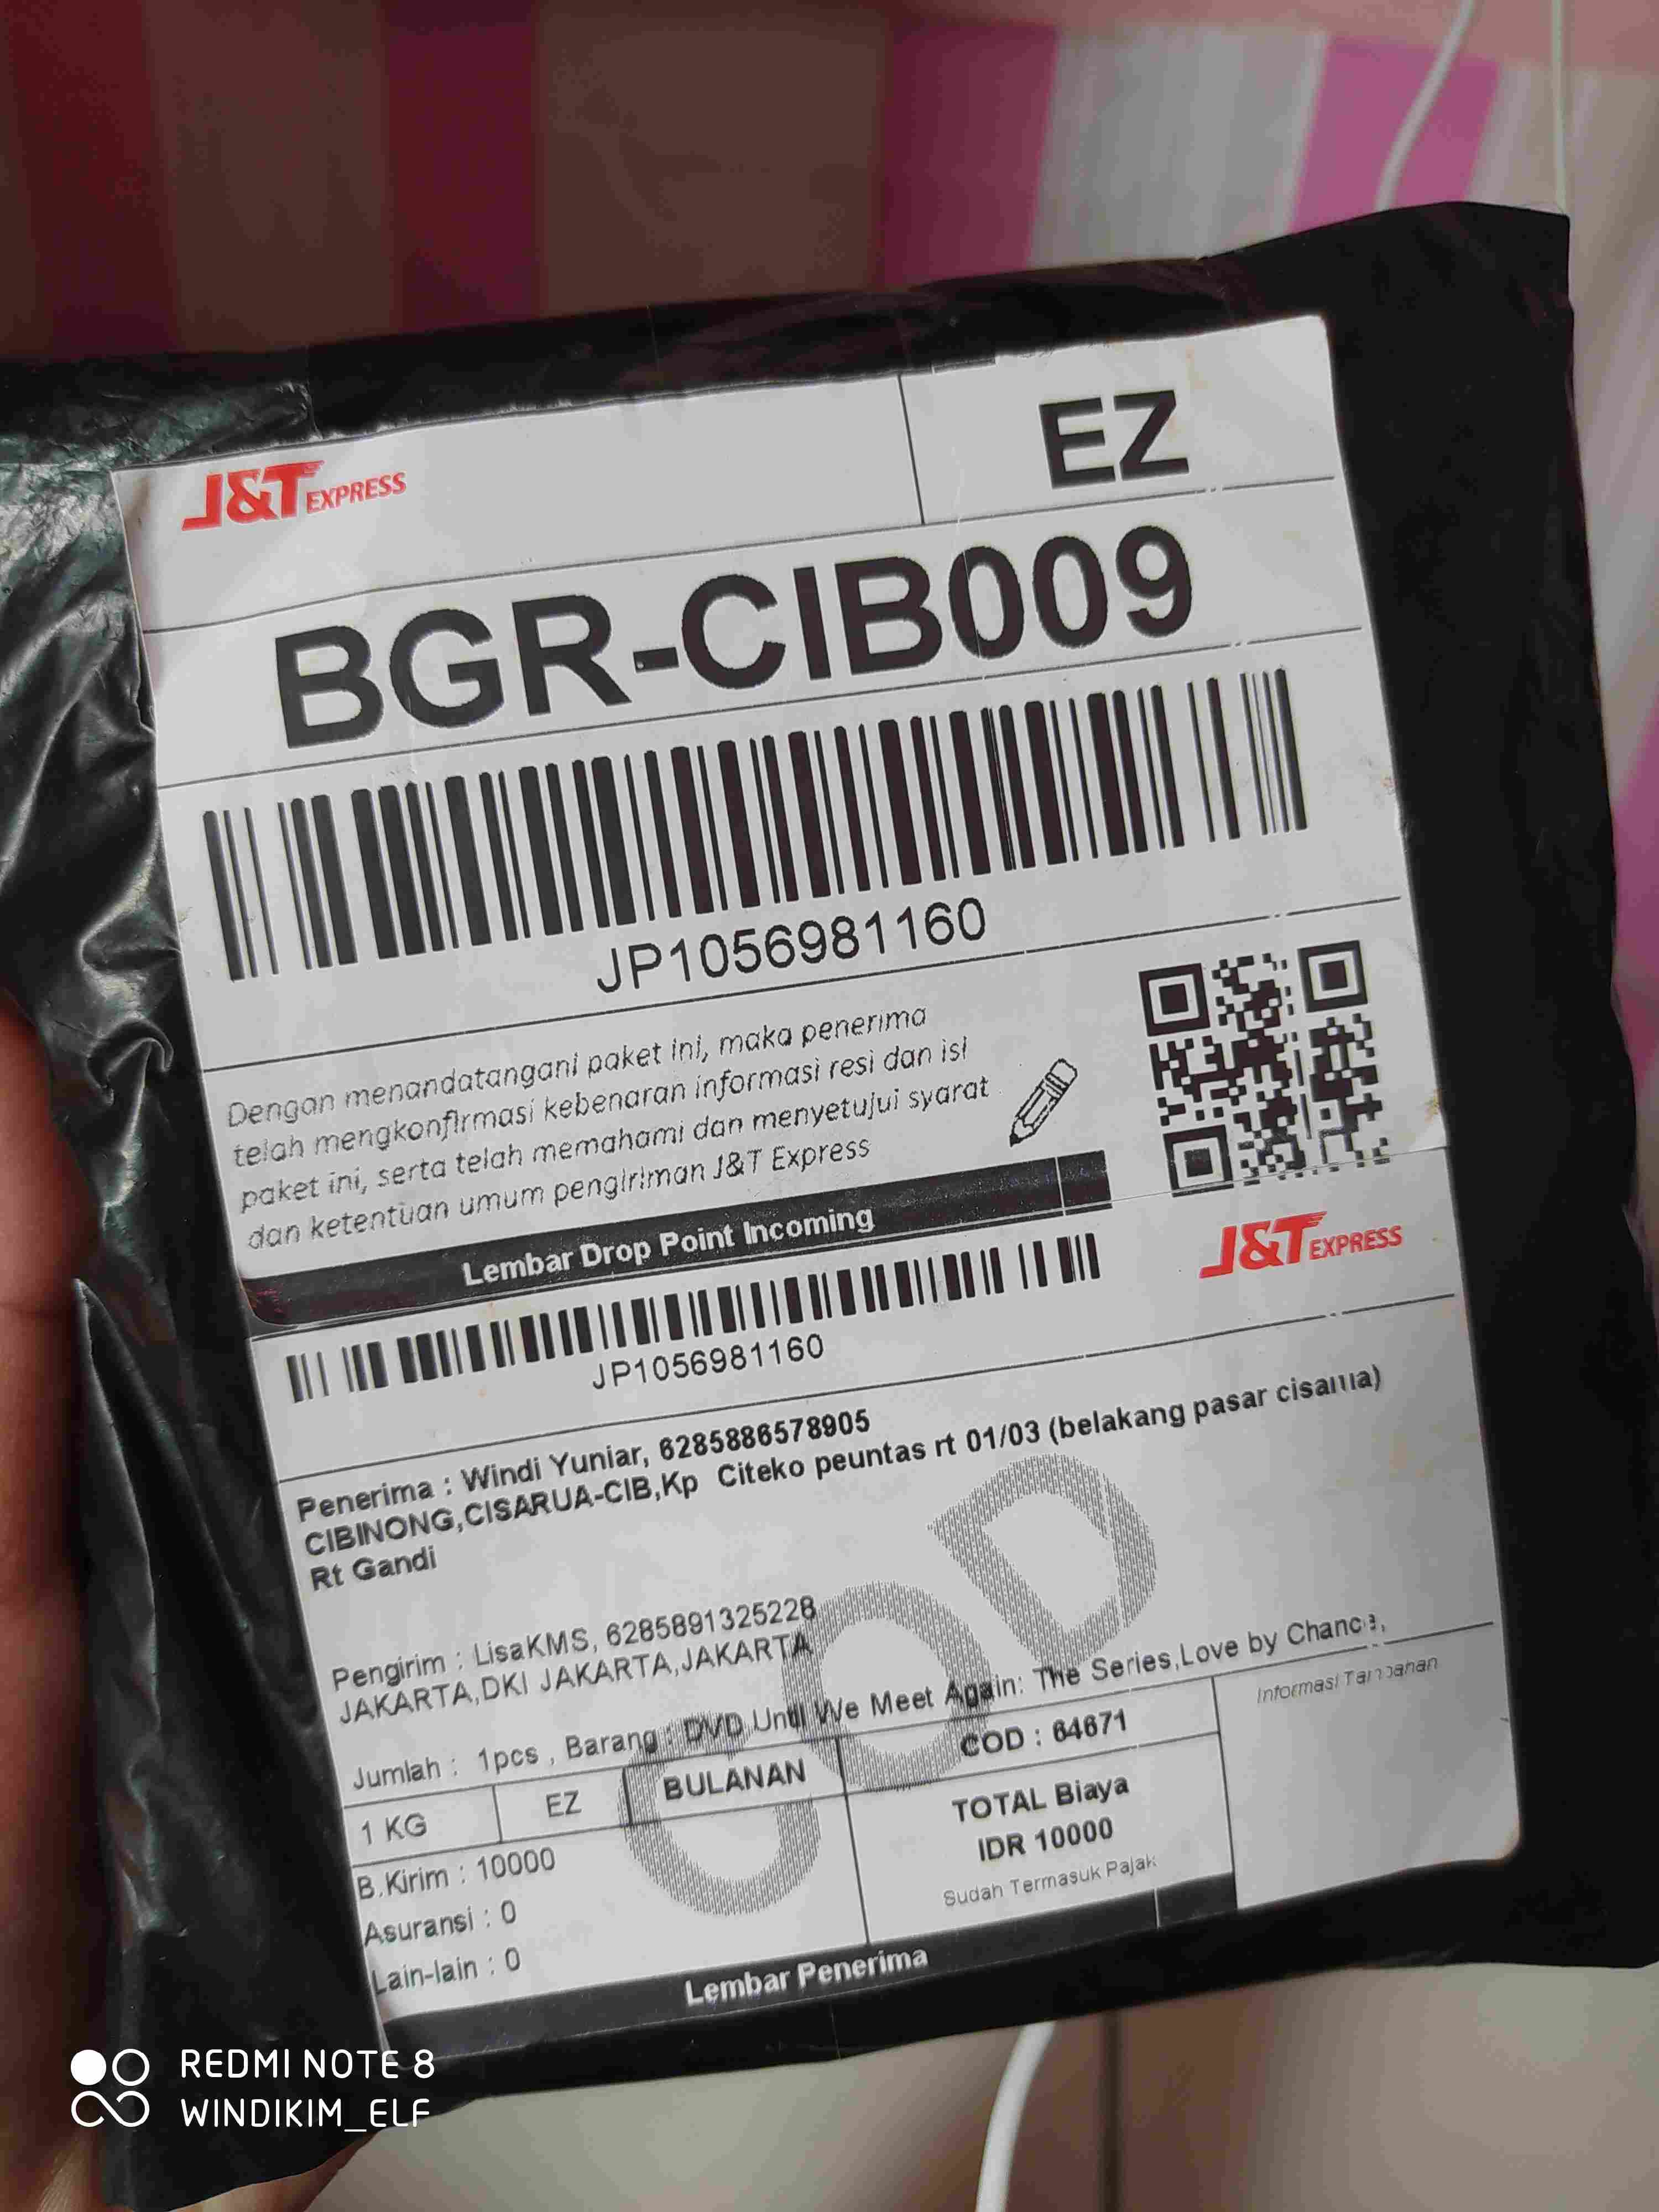 J&T EXPRESS
EZ
BGR-CIB009
JP1056981160
Dengan menandatangani paket ini, maka penerima
telah mengkonfirmasi kebenaran informasi resi dan isi
paket ini, serta telah memahami dan menyetujui syarat
dan ketentuan umum pengiriman J&T Express
Lembar Drop Point Incoming
J&T EXPRESS
JP1056981160
Penerima : Windi Yuniar, 6285886578905
CIBINONG,CISARUA-CIB,Kp Citeko peuntas rt 01/03 (belakang pasar cisarua)
Rt Gandi
Pengirim : LisaKMS, 6285891325228
JAKARTA,DKI JAKARTA,JAKARTA
COD
Jumlah : 1pcs , Barang : DVD Until We Meet Again: The Series,Love by Chance,
1 KG
EZ
BULANAN
COD : 64671
Informasi Tambahan
B.Kirim : 10000
Asuransi : 0
Lain-lain : 0
TOTAL Biaya
IDR 10000
Sudah Termasuk Pajak
Lembar Penerima
REDMI NOTE 8
WINDIKIM_ELF